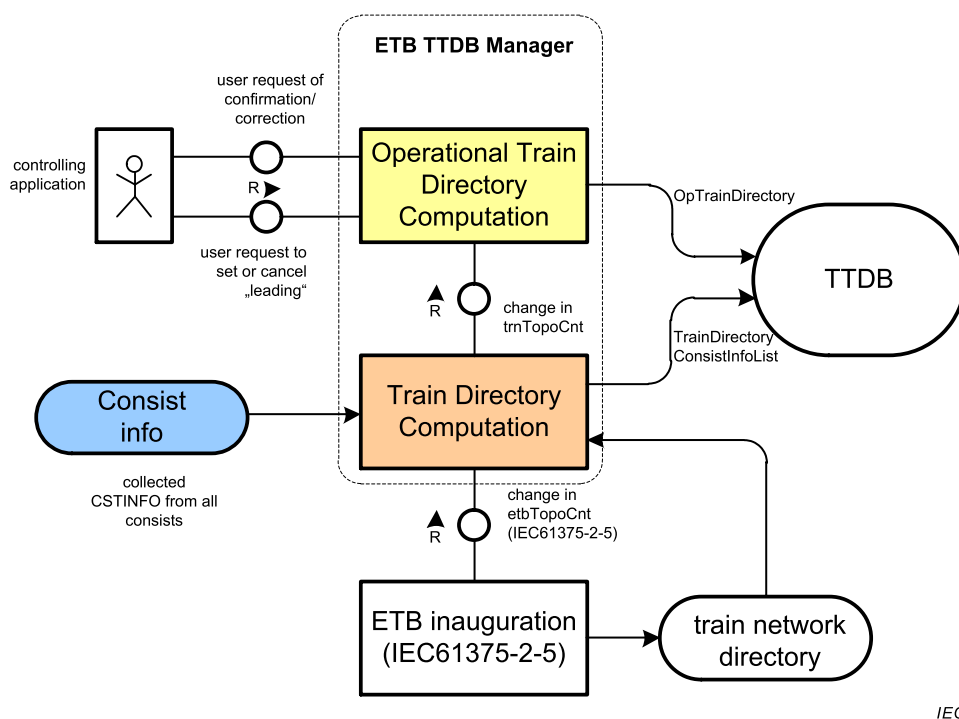 ETB TTDB Manager
user request of
confirmation/
correction
controlling
application
R
Operational Train
Directory
Computation
OpTrainDirectory
user request to
set or cancel
„leading“
TTDB
R
change in
trnTopoCnt
TrainDirectory
ConsistInfoList
Consist
info
Train Directory
Computation
collected
CSTINFO from all
consists
R
change in
etbTopoCnt
(IEC61375-2-5)
ETB inauguration
(IEC61375-2-5)
train network
directory
IEC